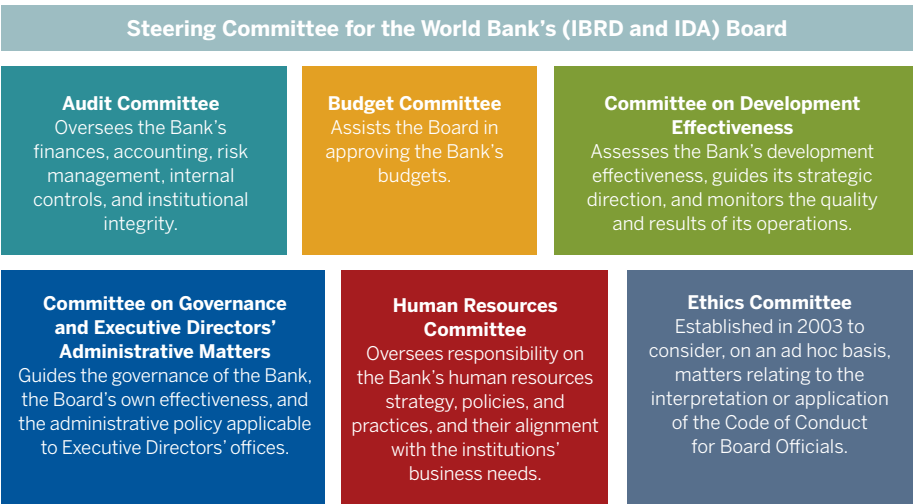 Steering Committee for the World Bank’s (IBRD and IDA) Board
Audit Committee
Oversees the Bank’s
finances, accounting, risk
management, internal
controls, and institutional
integrity.
Budget Committee
Assists the Board in
approving the Bank’s
budgets.
Committee on Development
Effectiveness
Assesses the Bank’s development
effectiveness, guides its strategic
direction, and monitors the quality
and results of its operations.
Committee on Governance
and Executive Directors’
Administrative Matters
Guides the governance of the Bank,
the Board’s own effectiveness, and
the administrative policy applicable
to Executive Directors’ offices.
Human Resources
Committee
Oversees responsibility on
the Bank’s human resources
strategy, policies, and
practices, and their alignment
with the institutions’
business needs.
Ethics Committee
Established in 2003 to
consider, on an ad hoc basis,
matters relating to the
interpretation or application
of the Code of Conduct
for Board Officials.